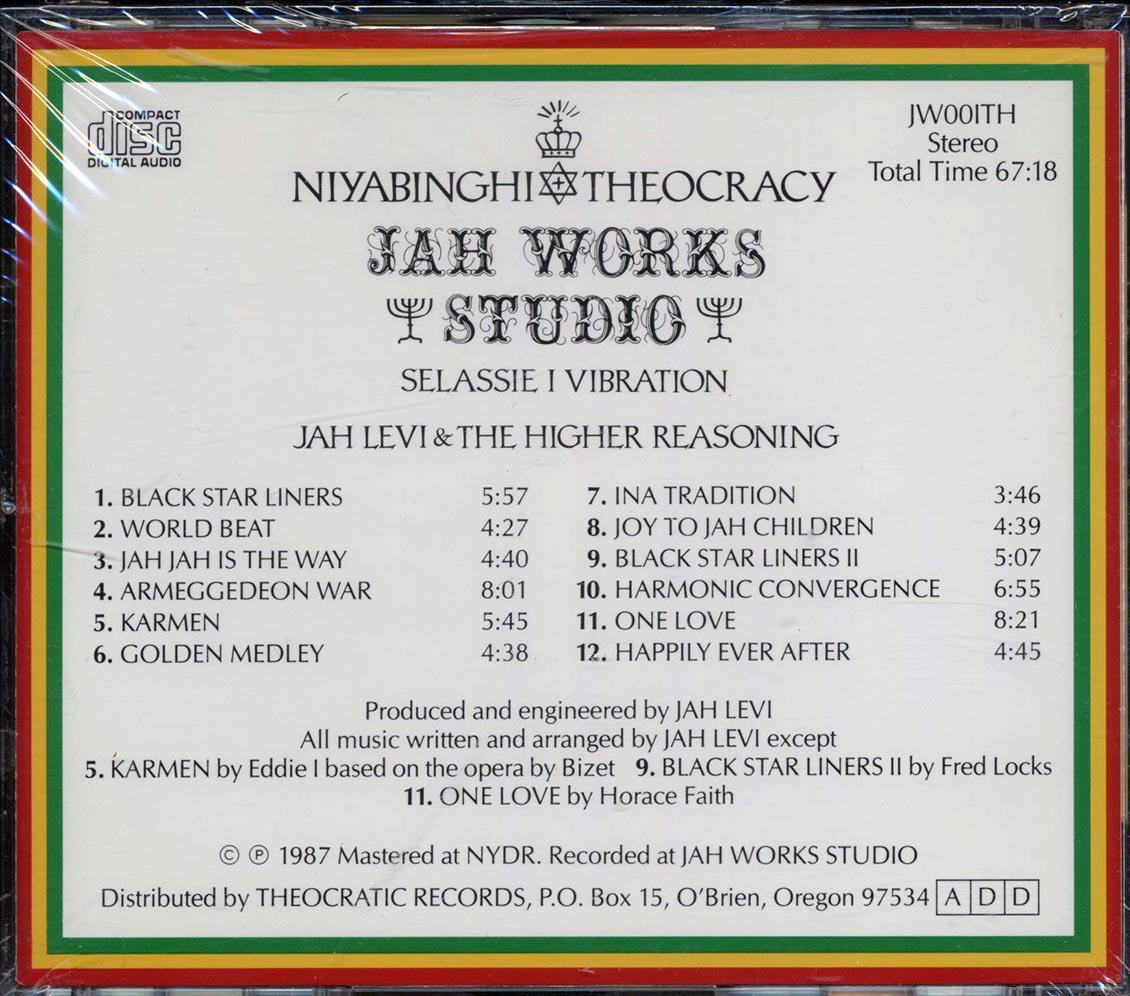 COMPACT
disc
DIGITAL AUDIO
JW001TH
Stereo
Total Time 67:18
NIYABINGHI THEOCRACY
JAH WORKS
STUDIO
SELASSIE I VIBRATION
JAH LEVI & THE HIGHER REASONING
1. BLACK STAR LINERS 5:57
2. WORLD BEAT 4:27
3. JAH JAH IS THE WAY 4:40
4. ARMEGGEDEON WAR 8:01
5. KARMEN 5:45
6. GOLDEN MEDLEY 4:38
7. INA TRADITION 3:46
8. JOY TO JAH CHILDREN 4:39
9. BLACK STAR LINERS II 5:07
10. HARMONIC CONVERGENCE 6:55
11. ONE LOVE 8:21
12. HAPPILY EVER AFTER 4:45
Produced and engineered by JAH LEVI
All music written and arranged by JAH LEVI except
5. KARMEN by Eddie I based on the opera by Bizet 9. BLACK STAR LINERS II by Fred Locks
11. ONE LOVE by Horace Faith
© ℗ 1987 Mastered at NYDR. Recorded at JAH WORKS STUDIO
Distributed by THEOCRATIC RECORDS, P.O. Box 15, O'Brien, Oregon 97534 A D D